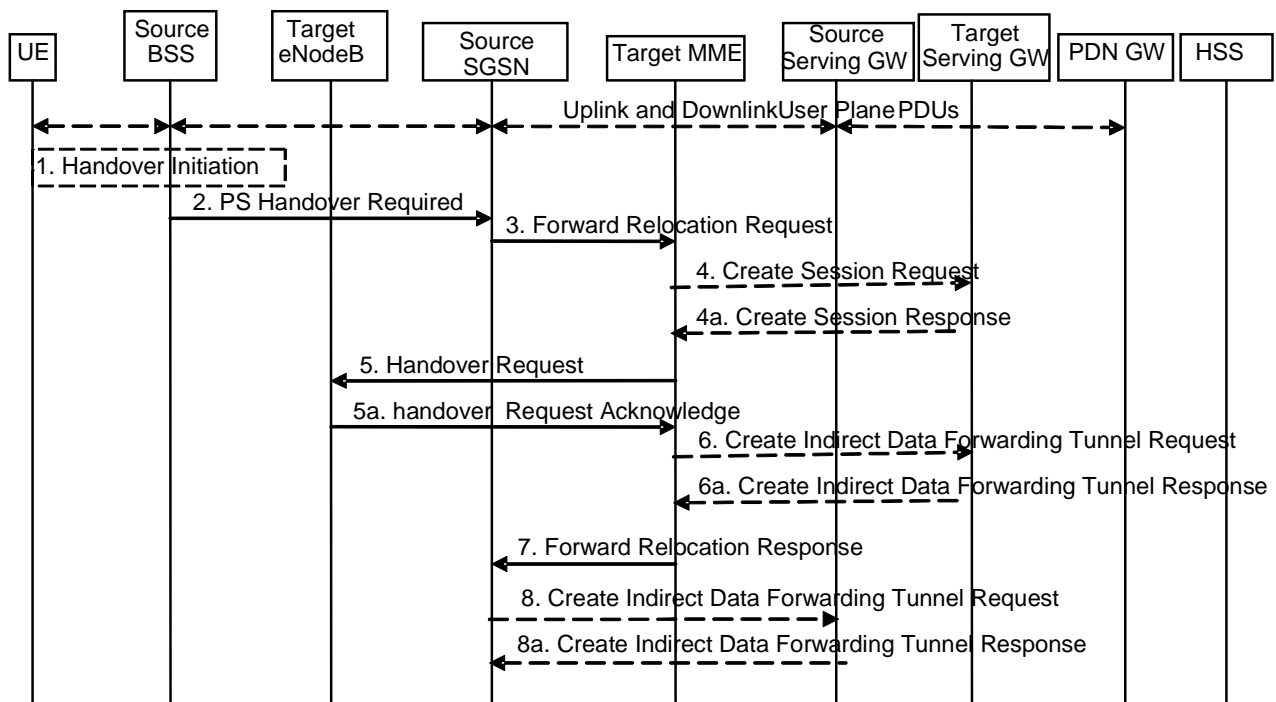 UE
Source
BSS
Target
eNodeB
Source
SGSN
Target MME
Source
Serving GW
Target
Serving GW
PDN GW
HSS
Uplink and DownlinkUser Plane PDUs
1. Handover Initiation
2. PS Handover Required
3. Forward Relocation Request
4. Create Session Request
4a. Create Session Response
5. Handover Request
5a. handover Request Acknowledge
6. Create Indirect Data Forwarding Tunnel Request
6a. Create Indirect Data Forwarding Tunnel Response
7. Forward Relocation Response
8. Create Indirect Data Forwarding Tunnel Request
8a. Create Indirect Data Forwarding Tunnel Response